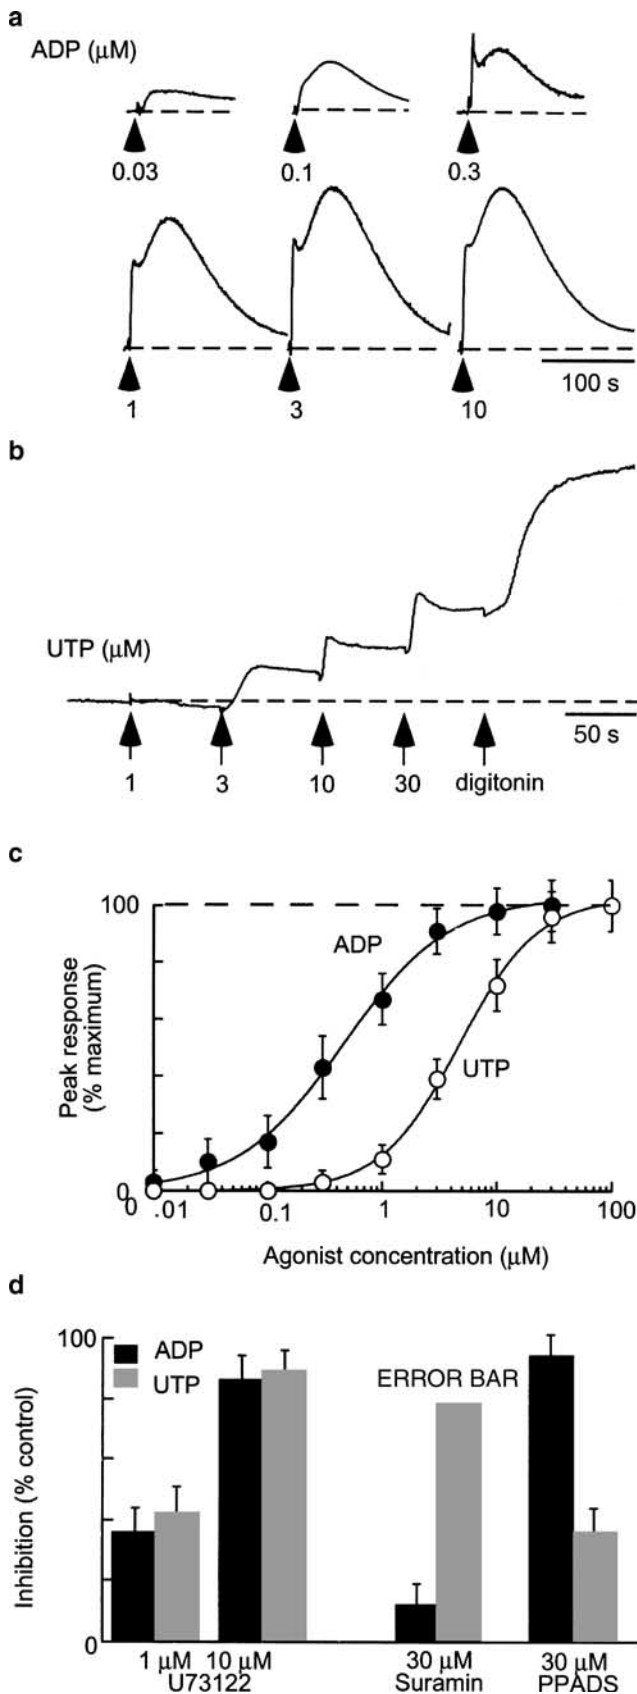 a
ADP (μM)
0.03 0.1 0.3
1 3 10
100 s
b
UTP (μM)
50 s
1 3 10 30 digitonin
c
100
ADP
UTP
Peak response
(% maximum)
0
0 .01 0.1 1 10 100
Agonist concentration (μM)
d
100
ADP
UTP
ERROR BAR
Inhibition (% control)
0
1 μM 10 μM 30 μM 30 μM
U73122 Suramin PPADS